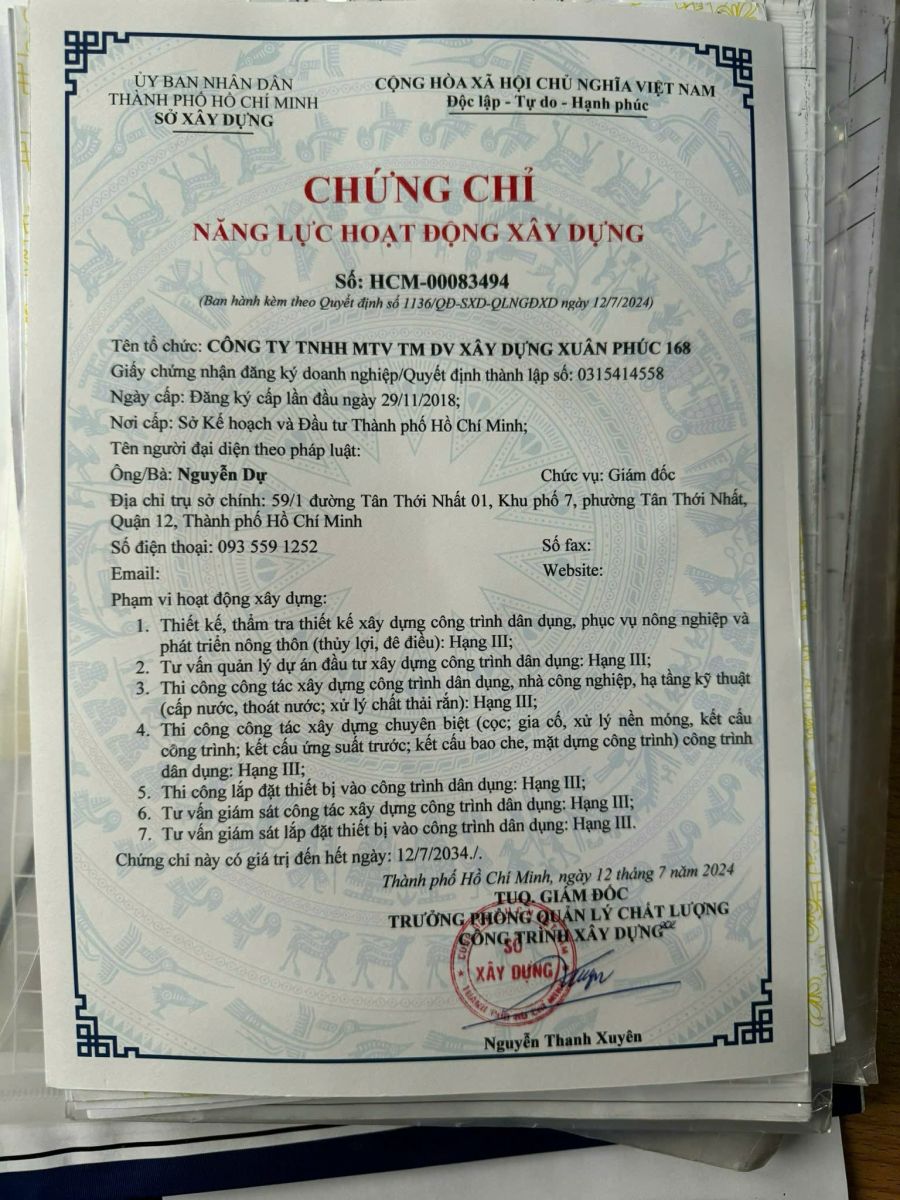 ỦY BAN NHÂN DÂN
THÀNH PHỐ HỒ CHÍ MINH
SỞ XÂY DỰNG
CỘNG HÒA XÃ HỘI CHỦ NGHĨA VIỆT NAM
Độc lập - Tự do - Hạnh phúc
CHỨNG CHỈ
NĂNG LỰC HOẠT ĐỘNG XÂY DỰNG
Số: HCM-00083494
(Ban hành kèm theo Quyết định số 1136/QĐ-SXD-QLNGĐXD ngày 12/7/2024)
Tên tổ chức: CÔNG TY TNHH MTV TM DV XÂY DỰNG XUÂN PHÚC 168
Giấy chứng nhận đăng ký doanh nghiệp/Quyết định thành lập số: 0315414558
Ngày cấp: Đăng ký cấp lần đầu ngày 29/11/2018;
Nơi cấp: Sở Kế hoạch và Đầu tư Thành phố Hồ Chí Minh;
Tên người đại diện theo pháp luật:
Ông/Bà: Nguyễn Dự Chức vụ: Giám đốc
Địa chỉ trụ sở chính: 59/1 đường Tân Thới Nhất 01, Khu phố 7, phường Tân Thới Nhất,
Quận 12, Thành phố Hồ Chí Minh
Số điện thoại: 093 559 1252 Số fax:
Email: Website:
Phạm vi hoạt động xây dựng:
1. Thiết kế, thẩm tra thiết kế xây dựng công trình dân dụng, phục vụ nông nghiệp và
phát triển nông thôn (thủy lợi, đê điều): Hạng III;
2. Tư vấn quản lý dự án đầu tư xây dựng công trình dân dụng: Hạng III;
3. Thi công công tác xây dựng công trình dân dụng, nhà công nghiệp, hạ tầng kỹ thuật
(cấp nước, thoát nước; xử lý chất thải rắn): Hạng III;
4. Thi công công tác xây dựng chuyên biệt (cọc; gia cố, xử lý nền móng, kết cấu
công trình; kết cấu ứng suất trước; kết cấu bao che, mặt dựng công trình) công trình
dân dụng: Hạng III;
5. Thi công lắp đặt thiết bị vào công trình dân dụng: Hạng III;
6. Tư vấn giám sát công tác xây dựng công trình dân dụng: Hạng III;
7. Tư vấn giám sát lắp đặt thiết bị vào công trình dân dụng: Hạng III.
Chứng chỉ này có giá trị đến hết ngày: 12/7/2034./.
Thành phố Hồ Chí Minh, ngày 12 tháng 7 năm 2024
TUQ. GIÁM ĐỐC
TRƯỞNG PHÒNG QUẢN LÝ CHẤT LƯỢNG
CÔNG TRÌNH XÂY DỰNG
SỞ
XÂY DỰNG
THÀNH PHỐ HỒ CHÍ MINH
Nguyễn Thanh Xuyên